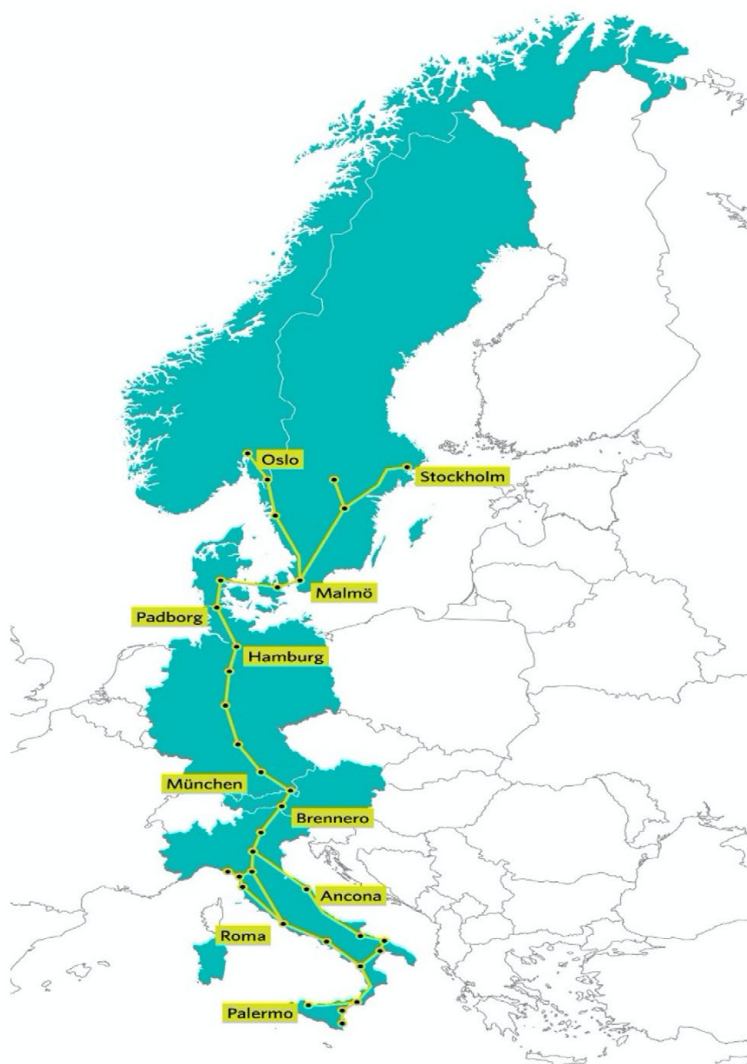 Oslo
Stockholm
Malmö
Padborg
Hamburg
München
Brennero
Ancona
Roma
Palermo